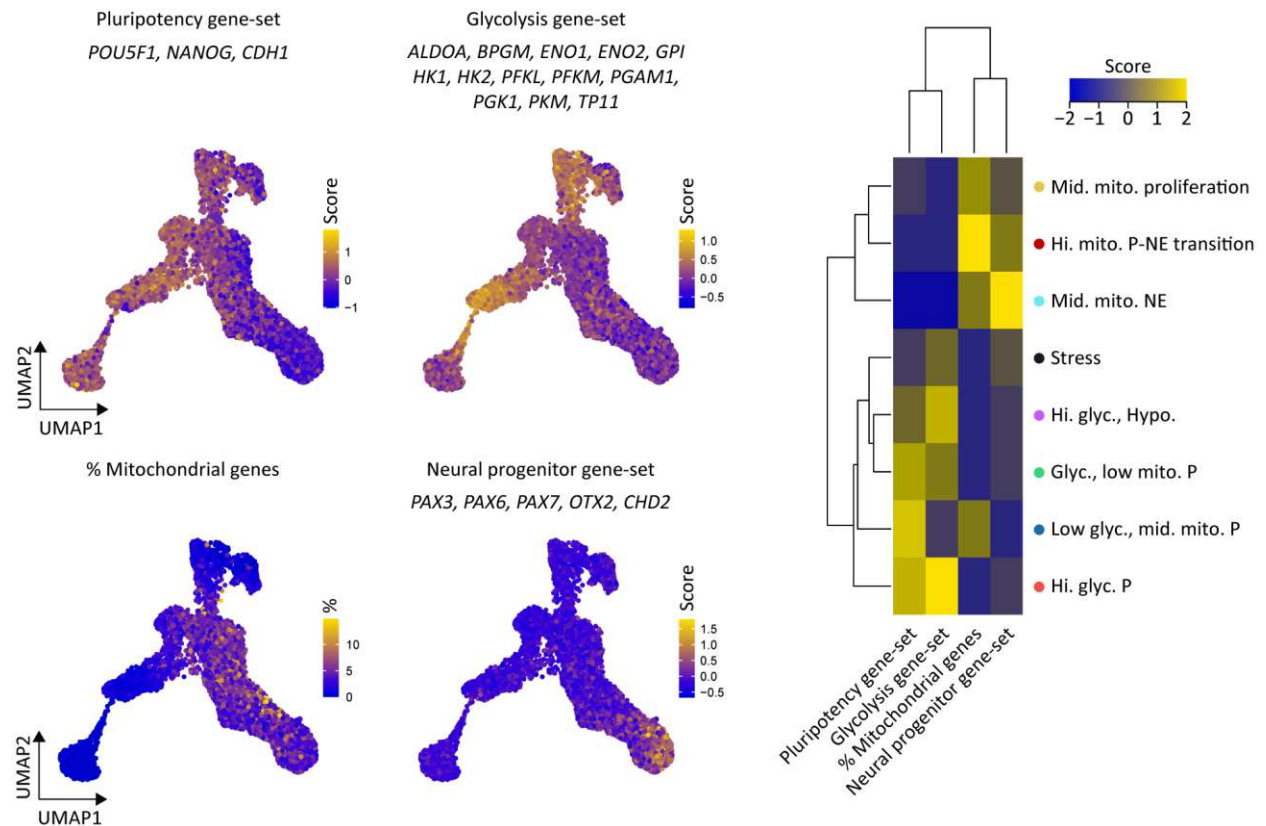 Pluripotency gene-set
POU5F1, NANOG, CDH1
Score
1
0
−1
UMAP2
UMAP1
Glycolysis gene-set
ALDOA, BPGM, ENO1, ENO2, GPI
HK1, HK2, PFKL, PFKM, PGAM1,
PGK1, PKM, TP11
Score
1.0
0.5
0.0
−0.5
% Mitochondrial genes
%
10
5
0
UMAP2
UMAP1
Neural progenitor gene-set
PAX3, PAX6, PAX7, OTX2, CHD2
Score
1.5
1.0
0.5
0.0
−0.5
Score
−2 −1 0 1 2
Mid. mito. proliferation
Hi. mito. P-NE transition
Mid. mito. NE
Stress
Hi. glyc., Hypo.
Glyc., low mito. P
Low glyc., mid. mito. P
Hi. glyc. P
Pluripotency gene-set
Glycolysis gene-set
% Mitochondrial genes
Neural progenitor gene-set